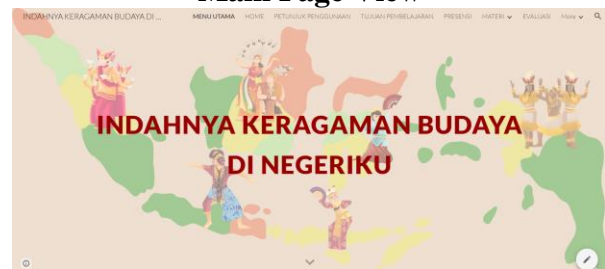 Main Page View
INDAHNYA KERAGAMAN BUDAYA DI ...
MENU UTAMA HOME PETUNJUK PENGGUNAAN TUJUAN PEMBELAJARAN PRESENSI MATERI EVALUASI More
INDAHNYA KERAGAMAN BUDAYA
DI NEGERIKU